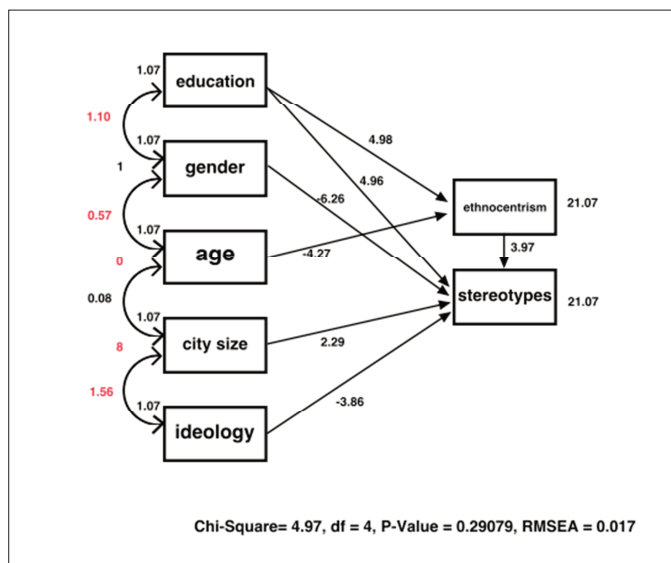 1.07
education
1.10
4.98
1.07
1
gender
4.96
-6.26
ethnocentrism
21.07
0.57
1.07
0
age
-4.27
3.97
0.08
1.07
stereotypes
21.07
8
city size
2.29
1.56
1.07
ideology
-3.86
Chi-Square= 4.97, df = 4, P-Value = 0.29079, RMSEA = 0.017